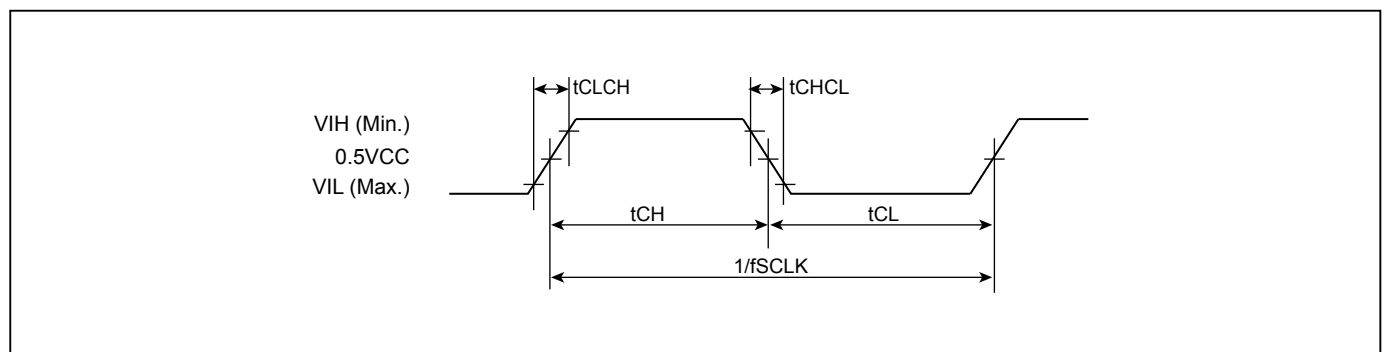 tCLCH
tCHCL
VIH (Min.)
0.5VCC
VIL (Max.)
tCH
tCL
1/fSCLK